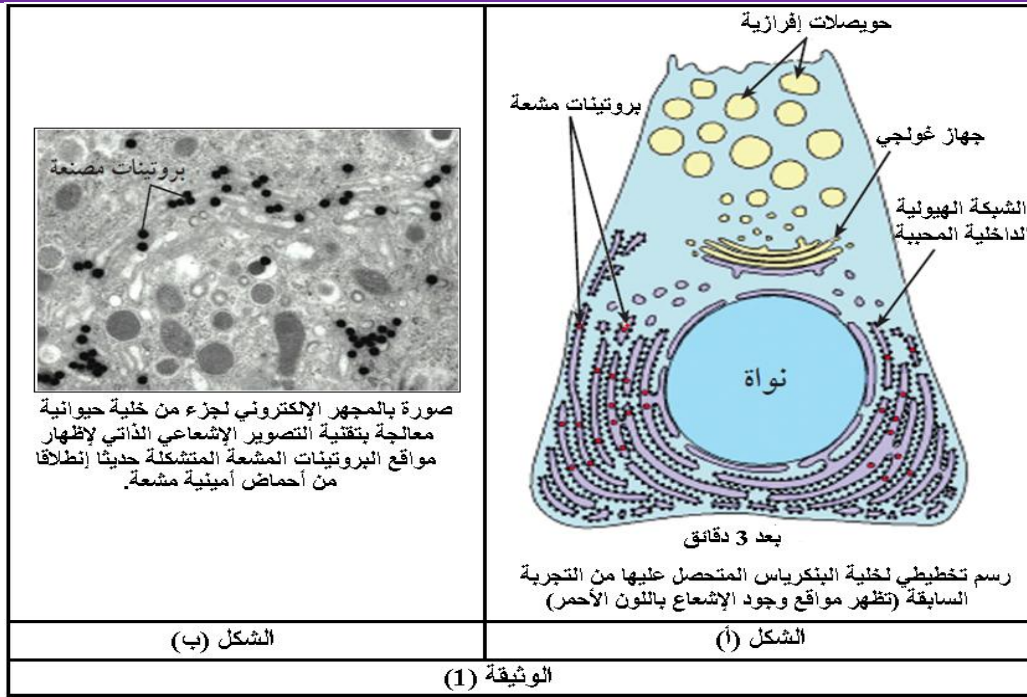 حويصلات إفرازية
بروتينات مشعة
جهاز غولجي
الشبكة الهيولية
الداخلية المحببة
نواة
بعد 3 دقائق
رسم تخطيطي لخلية البنكرياس المتحصل عليها من التجربة
السابقة (تظهر مواقع وجود الإشعاع باللون الأحمر)
بروتينات مصنعة
صورة بالمجهر الإلكتروني لجزء من خلية حيوانية
معالجة بتقنية التصوير الإشعاعي الذاتي لإظهار
مواقع البروتينات المشعة المتشكلة حديثا إنطلاقا
من أحماض أمينية مشعة.
الشكل (أ)
الشكل (ب)
الوثيقة (1)